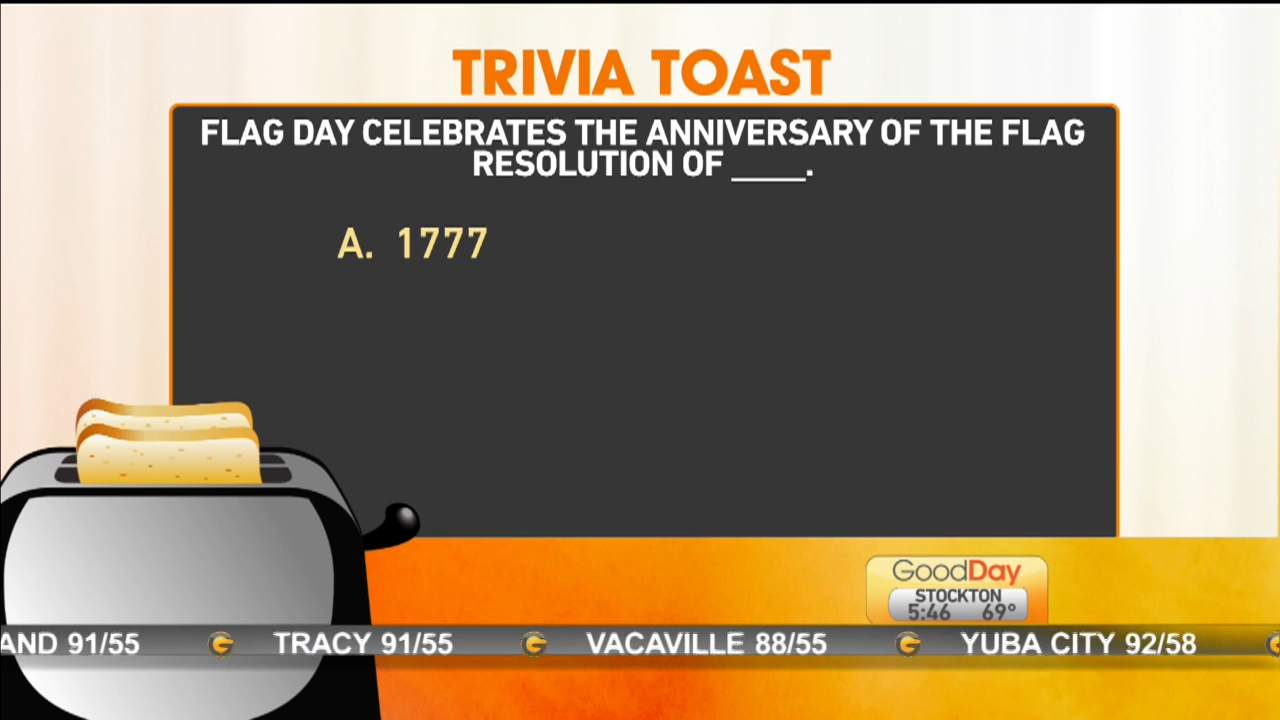 TRIVIA TOAST
FLAG DAY CELEBRATES THE ANNIVERSARY OF THE FLAG
RESOLUTION OF _____.
A. 1777
GoodDay
STOCKTON
5:46 69°
AND 91/55 TRACY 91/55 VACAVILLE 88/55 YUBA CITY 92/58